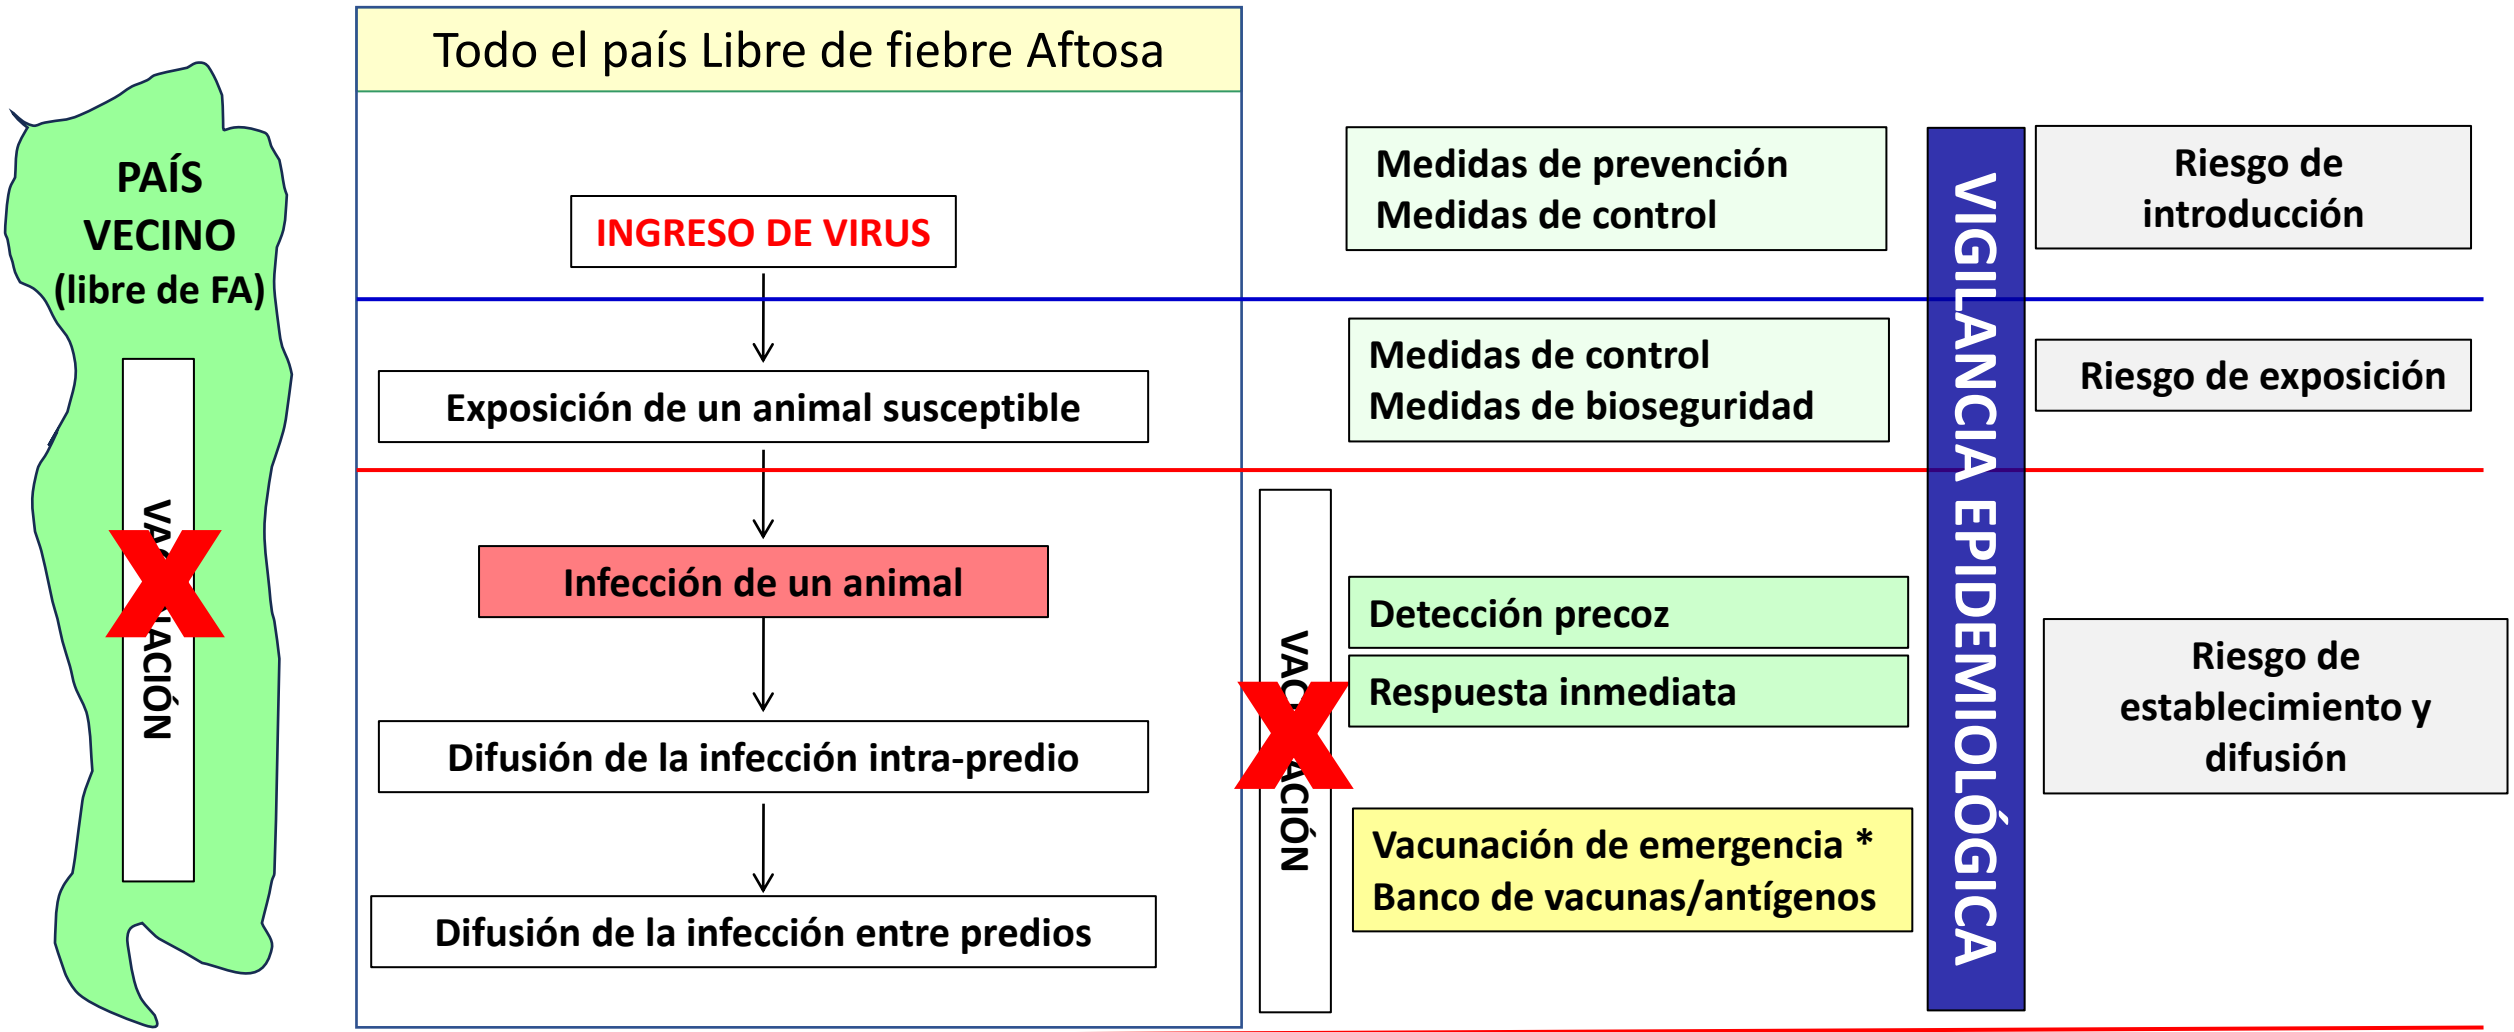 Todo el país Libre de fiebre Aftosa
PAÍS
VECINO
(libre de FA)
INGRESO DE VIRUS
Medidas de prevención
Medidas de control
Riesgo de
introducción
Exposición de un animal susceptible
Medidas de control
Medidas de bioseguridad
Riesgo de exposición
VIGILANCIA EPIDEMIOLÓGICA
VACUNACIÓN
X
Infección de un animal
Difusión de la infección intra-predio
Difusión de la infección entre predios
VACUNACIÓN
X
Detección precoz
Respuesta inmediata
Vacunación de emergencia *
Banco de vacunas/antígenos
Riesgo de
establecimiento y
difusión